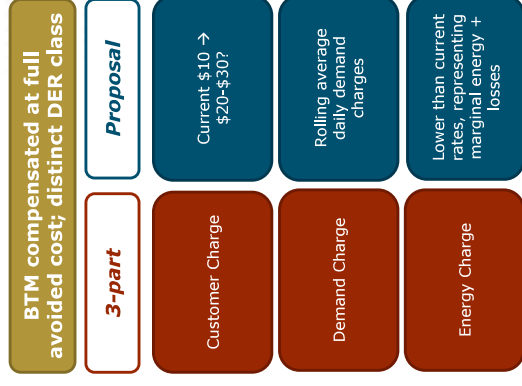 BTM compensated at full
avoided cost; distinct DER class
3-part
Proposal
Customer Charge
Current $10 →
$20-$30?
Demand Charge
Rolling average
daily demand
charges
Energy Charge
Lower than current
rates, representing
marginal energy +
losses